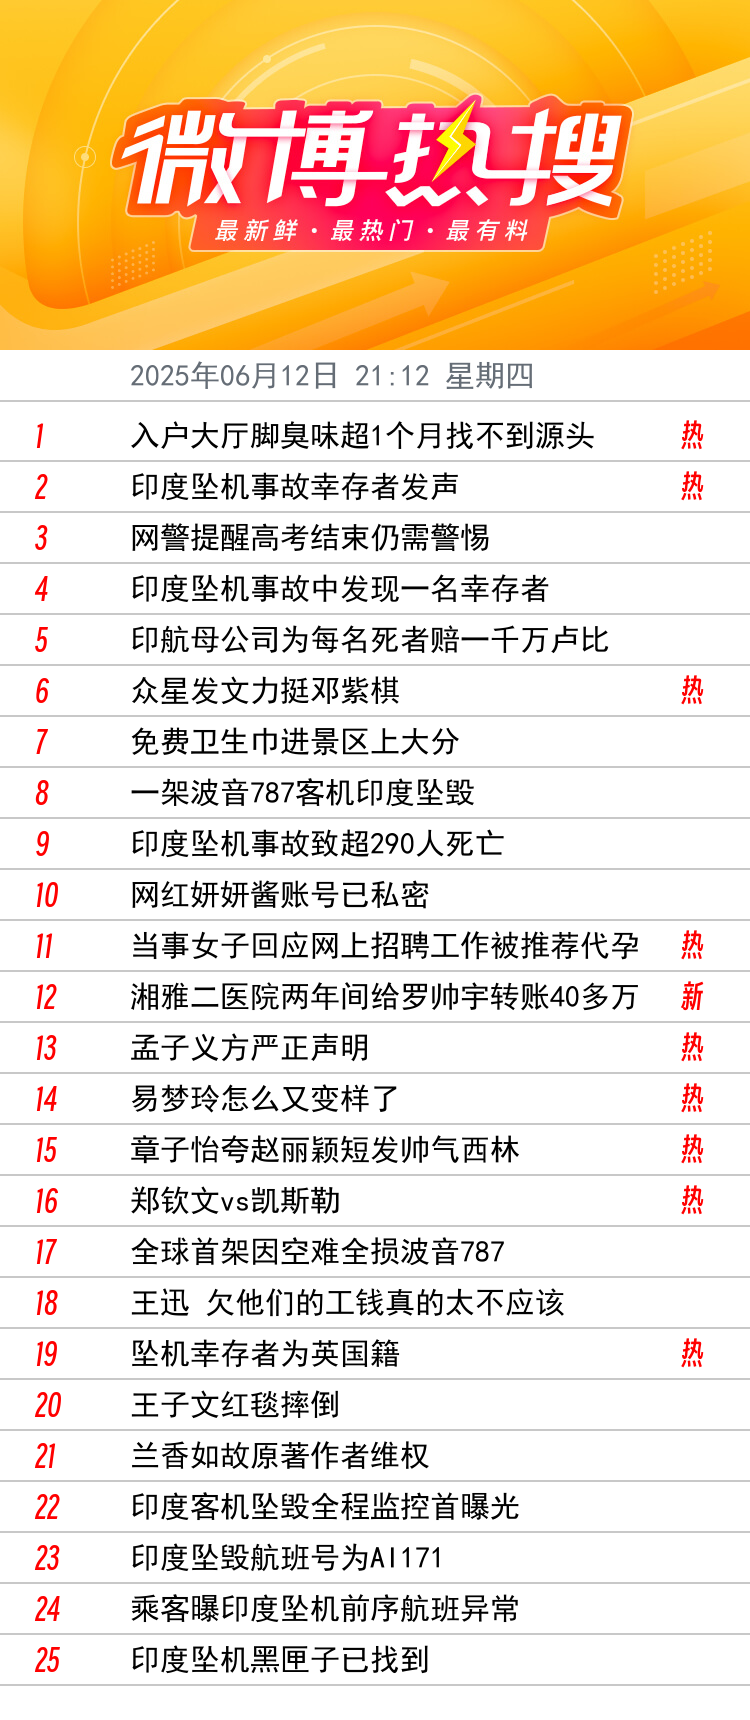 微博热搜
最新鲜·最热门·最有料
2025年06月12日 21:12 星期四
1 入户大厅脚臭味超1个月找不到源头 热
2 印度坠机事故幸存者发声 热
3 网警提醒高考结束仍需警惕
4 印度坠机事故中发现一名幸存者
5 印航母公司为每名死者赔一千万卢比
6 众星发文力挺邓紫棋 热
7 免费卫生巾进景区上大分
8 一架波音787客机印度坠毁
9 印度坠机事故致超290人死亡
10 网红妍妍酱账号已私密
11 当事女子回应网上招聘工作被推荐代孕 热
12 湘雅二医院两年间给罗帅宇转账40多万 新
13 孟子义方严正声明 热
14 易梦玲怎么又变样了 热
15 章子怡夸赵丽颖短发帅气西林 热
16 郑钦文vs凯斯勒 热
17 全球首架因空难全损波音787
18 王迅 欠他们的工钱真的太不应该
19 坠机幸存者为英国籍 热
20 王子文红毯摔倒
21 兰香如故原著作者维权
22 印度客机坠毁全程监控首曝光
23 印度坠毁航班号为AI171
24 乘客曝印度坠机前序航班异常
25 印度坠机黑匣子已找到